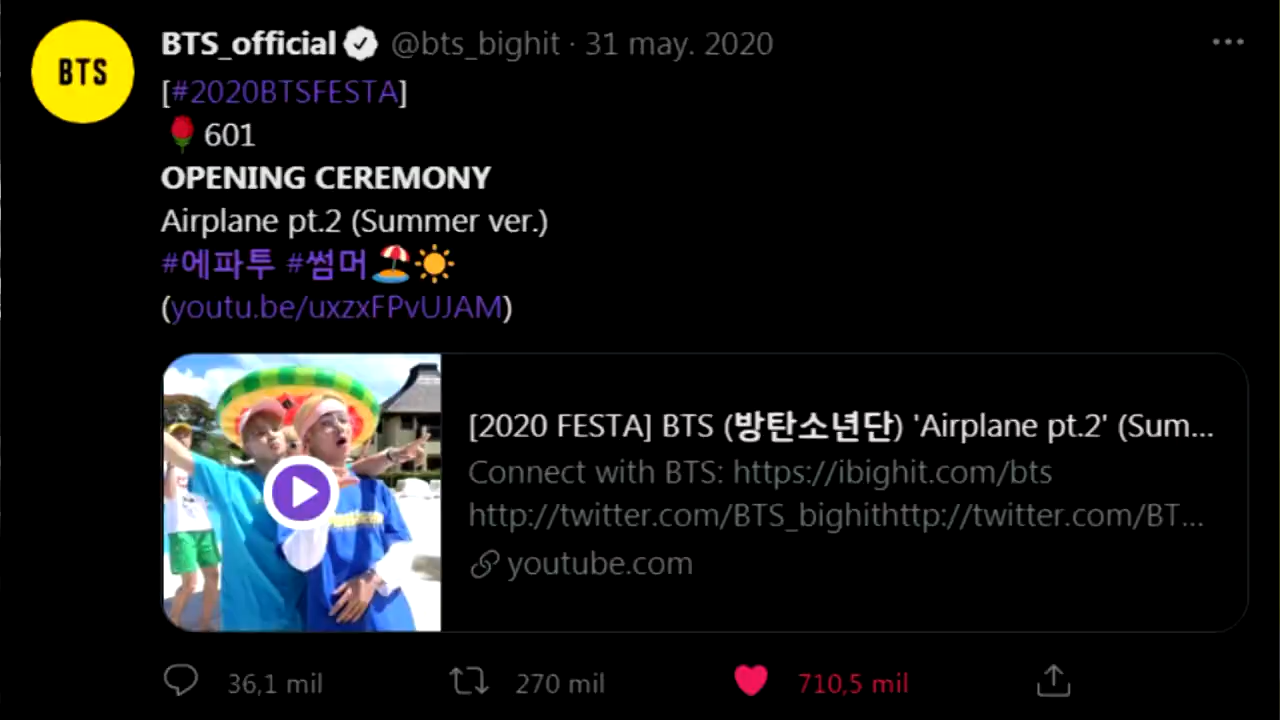 BTS
BTS_official @bts_bighit · 31 may. 2020
[#2020BTSFESTA]
🌹 601
OPENING CEREMONY
Airplane pt.2 (Summer ver.)
#에파투 #썸머🏖☀
(youtu.be/uxzxFPvUJAM)
[2020 FESTA] BTS (방탄소년단) 'Airplane pt.2' (Sum...
Connect with BTS: https://ibighit.com/bts
http://twitter.com/BTS_bighithttp://twitter.com/BT...
youtube.com
36,1 mil 270 mil 710,5 mil